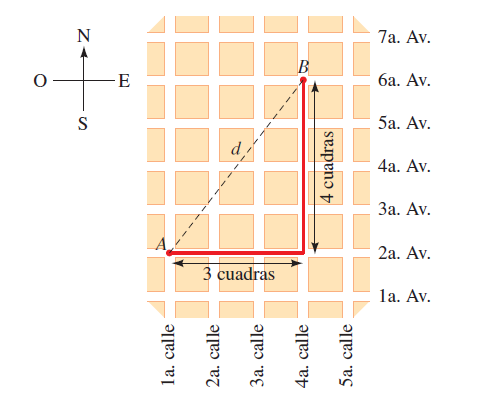 N
O
E
S
7a. Av.
6a. Av.
5a. Av.
4a. Av.
3a. Av.
2a. Av.
1a. Av.
B
d
4 cuadras
A
3 cuadras
1a. calle
2a. calle
3a. calle
4a. calle
5a. calle